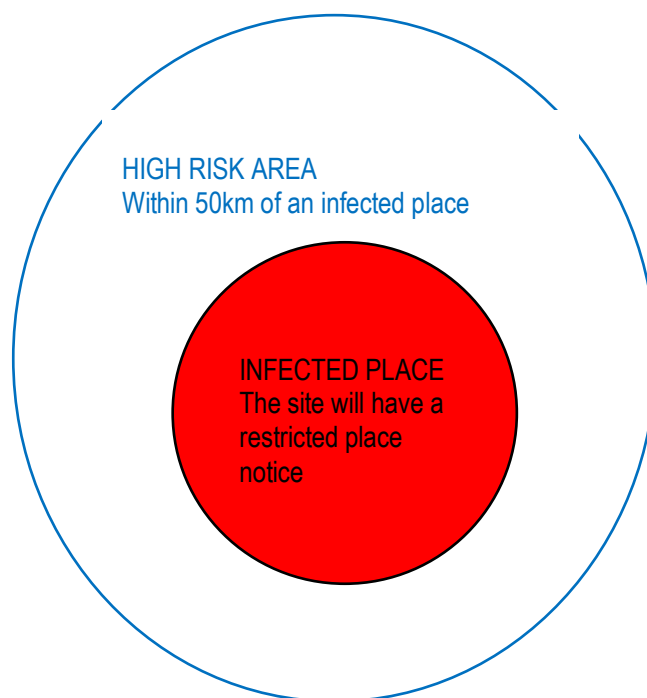 HIGH RISK AREA
Within 50km of an infected place
INFECTED PLACE
The site will have a
restricted place
notice